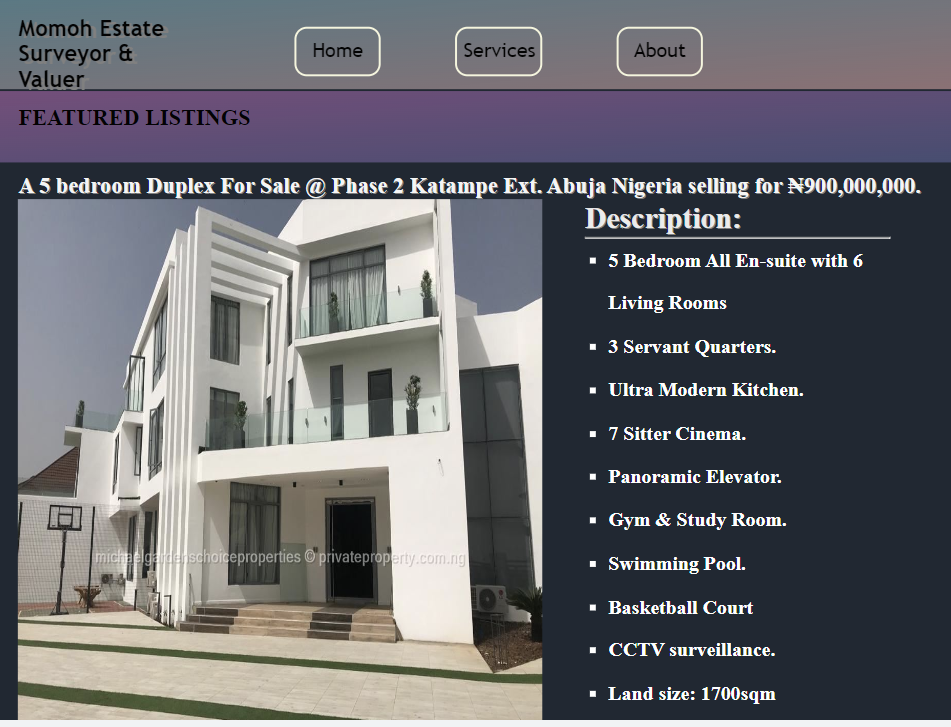 Momoh Estate
Surveyor &
Valuer
Home
Services
About
FEATURED LISTINGS
A 5 bedroom Duplex For Sale @ Phase 2 Katampe Ext. Abuja Nigeria selling for ₦900,000,000.
Description:
5 Bedroom All En-suite with 6
Living Rooms
3 Servant Quarters.
Ultra Modern Kitchen.
7 Sitter Cinema.
Panoramic Elevator.
Gym & Study Room.
Swimming Pool.
Basketball Court
CCTV surveillance.
Land size: 1700sqm
michaelgardenschoiceproperties © privateproperty.com.ng